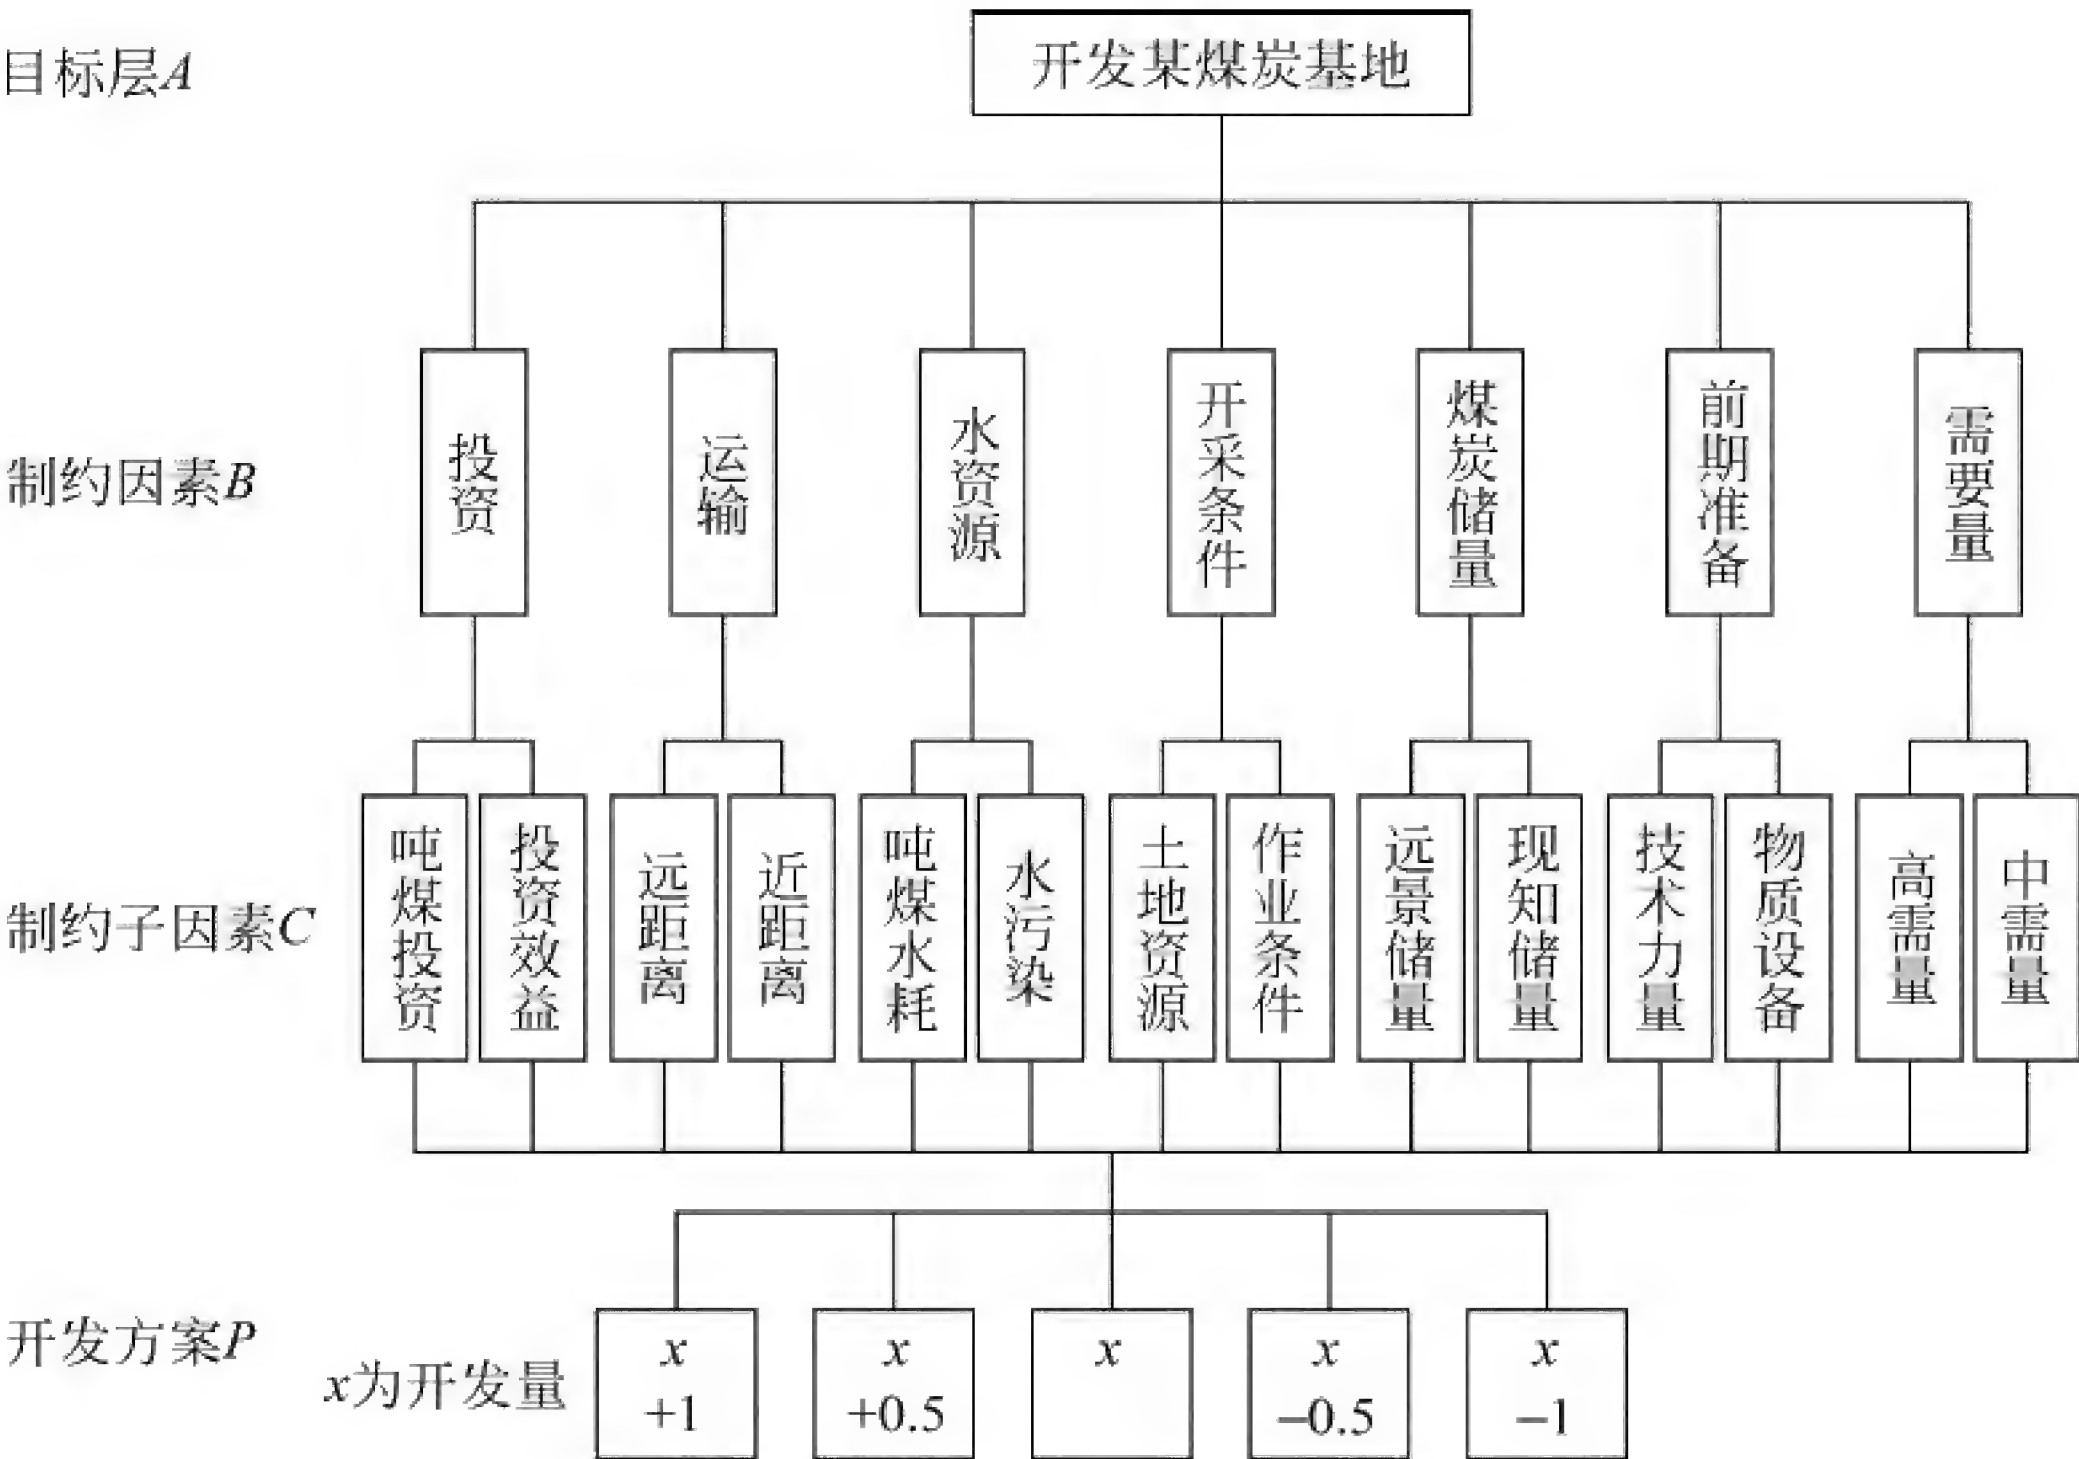 目标层A
开发某煤炭基地
制约因素B
投资
运输
水资源
开采条件
煤炭储量
前期准备
需要量
制约子因素C
吨煤投资
投资效益
远距离
近距离
吨煤水耗
水污染
土地资源
作业条件
远景储量
现知储量
技术力量
物质设备
高需量
中需量
开发方案P
x为开发量
x
+1
x
+0.5
x
x
−0.5
x
−1